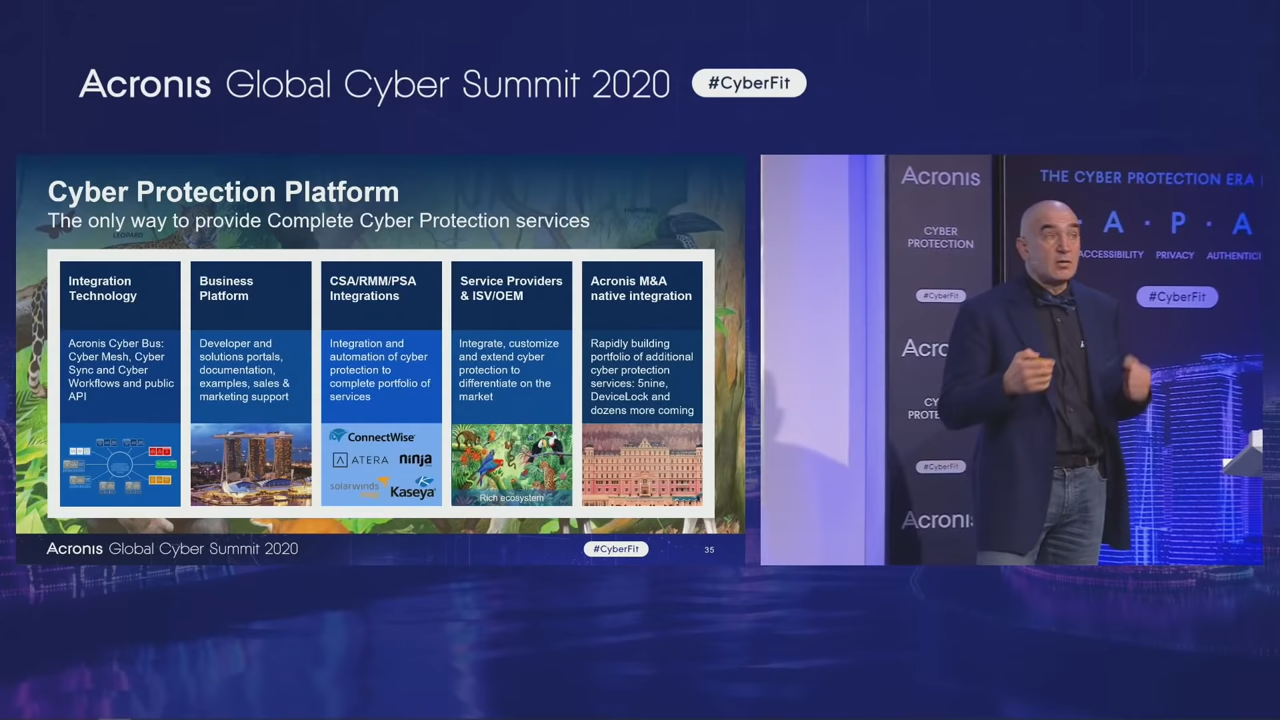 Acronis Global Cyber Summit 2020 #CyberFit
Cyber Protection Platform
The only way to provide Complete Cyber Protection services
LEOPARD
Integration
Technology
Acronis Cyber Bus:
Cyber Mesh, Cyber
Sync and Cyber
Workflows and public
API
Business
Platform
Developer and
solutions portals,
documentation,
examples, sales &
marketing support
CSA/RMM/PSA
Integrations
Integration and
automation of cyber
protection to
complete portfolio of
services
ConnectWise
ATERA ninja
solarwinds
Kaseya
Service Providers
& ISV/OEM
Integrate, customize
and extend cyber
protection to
differentiate on the
market
Rich ecosystem
Acronis M&A
native integration
Rapidly building
portfolio of additional
cyber protection
services: 5nine,
DeviceLock and
dozens more coming
Acronis Global Cyber Summit 2020 #CyberFit 35
Acronis
CYBER
PROTECTION
#CyberFit
Acro
CY
PROTE
#CyberFit
Acronis
THE CYBER PROTECTION ERA
· A · P · A
ACCESSIBILITY PRIVACY AUTHENTICI
#CyberFit